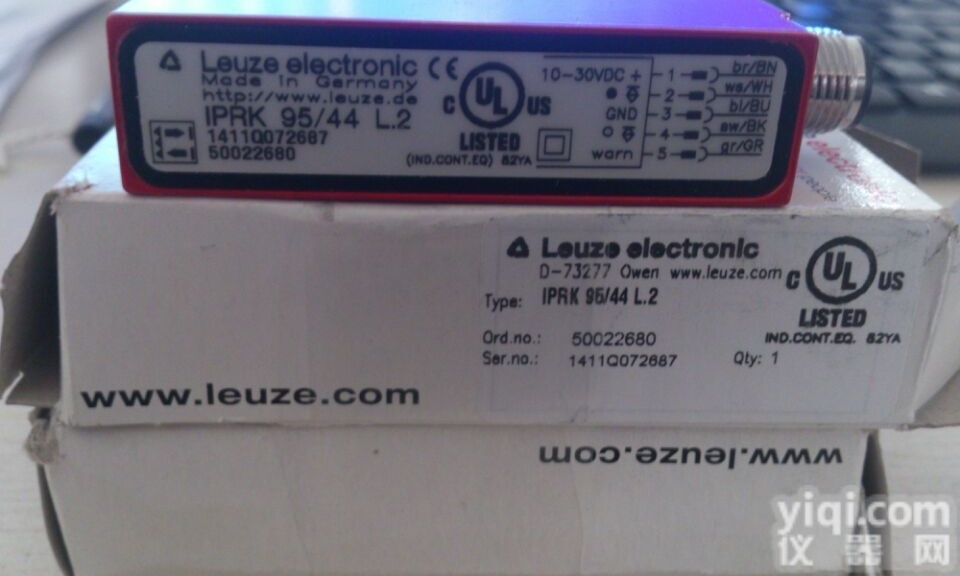 Leuze electronic
Made in Germany
http://www.leuze.de
IPRK 95/44 L.2
1411Q072687
50022680
CE
C UL US
LISTED
(IND.CONT.EQ) 82YA
10-30VDC + 1 br/BN
2 ws/WH
GND 3 bl/BU
4 sw/BK
warn 5 gr/GR
Leuze electronic
D-73277 Owen www.leuze.com
Type: IPRK 95/44 L.2
Ord.no.: 50022680
Ser.no.: 1411Q072687 Qty: 1
C UL US
LISTED
IND.CONT.EQ. 82YA
www.leuze.com
www.leuze.com
yiqi.com
仪器网